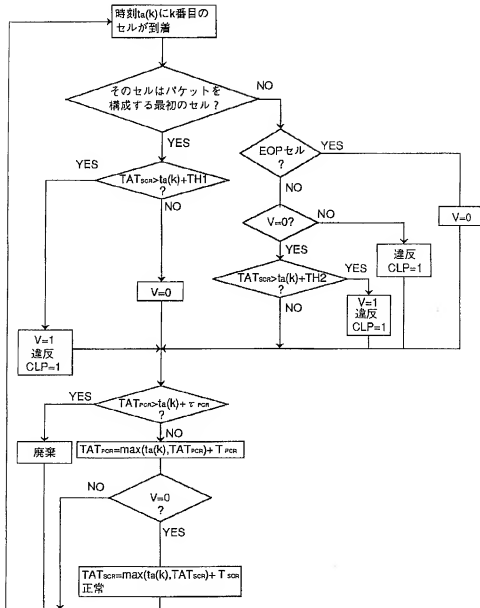 時刻ta(k)にk番目の
セルが到着
そのセルはパケットを
構成する最初のセル?
NO
YES
EOPセル
?
YES
NO
YES
TATSCR>ta(k)+TH1
?
NO
V=0?
NO
YES
V=0
違反
CLP=1
V=0
TATSCR>ta(k)+TH2
?
YES
NO
V=1
違反
CLP=1
V=1
違反
CLP=1
YES
TATPCR>ta(k)+τPCR
?
NO
廃棄
TATPCR=max(ta(k),TATPCR)+TPCR
NO
V=0
?
YES
TATSCR=max(ta(k),TATSCR)+TSCR
正常